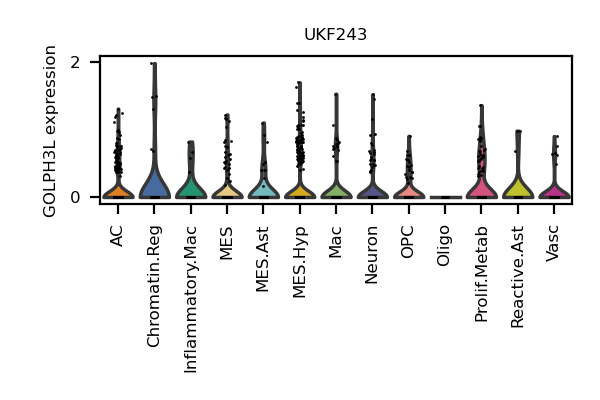 UKF243
GOLPH3L expression
2
0
AC
Chromatin.Reg
Inflammatory.Mac
MES
MES.Ast
MES.Hyp
Mac
Neuron
OPC
Oligo
Prolif.Metab
Reactive.Ast
Vasc